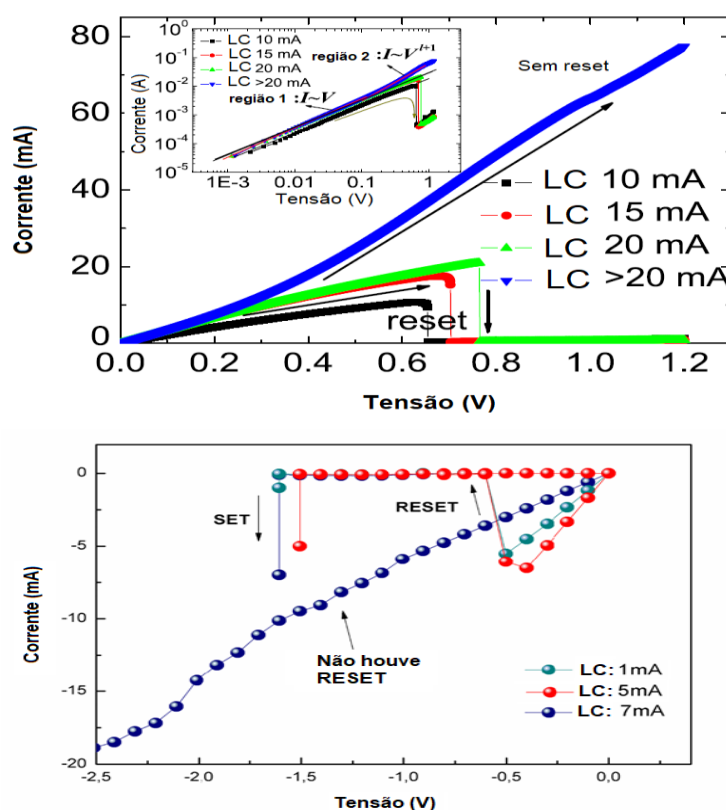 Corrente (mA)
80
60
40
20
0
0.0 0.2 0.4 0.6 0.8 1.0 1.2
Tensão (V)
Corrente (A)
10^0
10^-1
10^-2
10^-3
10^-4
10^-5
1E-3 0.01 0.1 1
Tensão (V)
LC 10 mA
LC 15 mA
LC 20 mA
LC >20 mA
região 2 :I~V^l+1
região 1 :I~V
Sem reset
LC 10 mA
LC 15 mA
LC 20 mA
LC >20 mA
reset
Corrente (mA)
0
-5
-10
-15
-20
-2,5 -2,0 -1,5 -1,0 -0,5 0,0
Tensão (V)
SET
RESET
Não houve
RESET
LC: 1mA
LC: 5mA
LC: 7mA